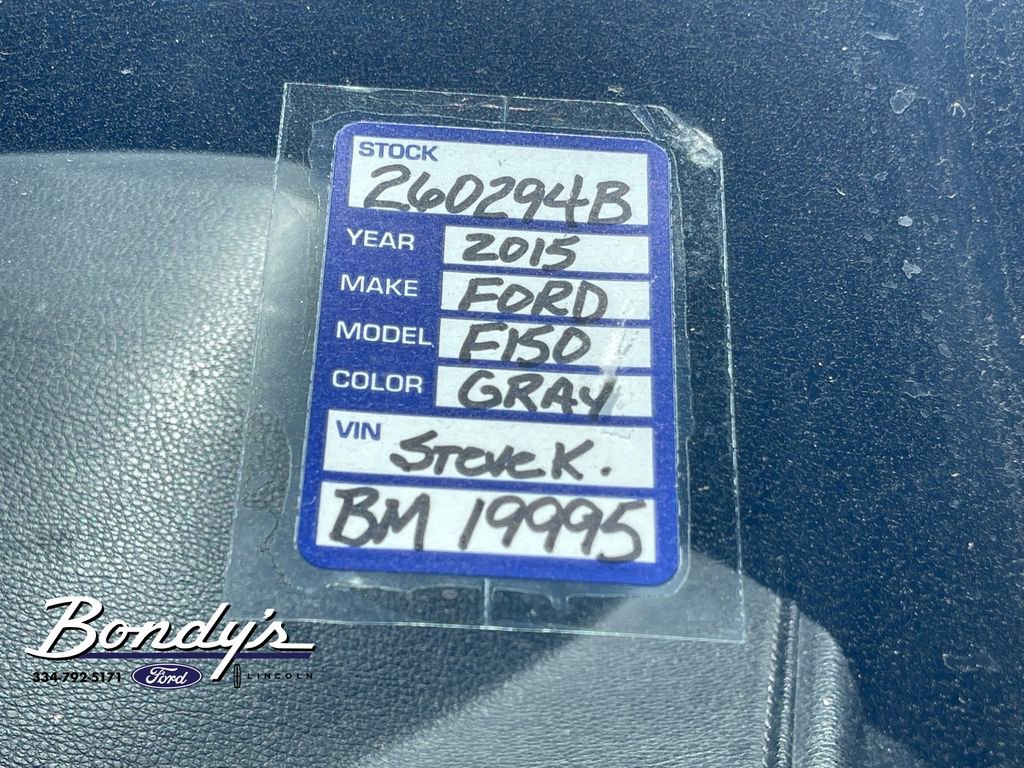 STOCK
260294B
YEAR 2015
MAKE FORD
MODEL F150
COLOR GRAY
VIN
Steve K.
BM 19995
Bondy's
334-792-5171 Ford LINCOLN